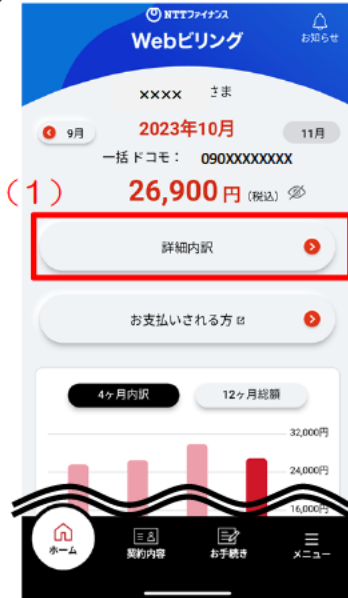 NTTファイナンス
Webビリング
お知らせ
xxxx さま
9月 2023年10月 11月
一括 ドコモ： 090XXXXXXXX
(1) 26,900 円 (税込)
詳細内訳
お支払いされる方
4ヶ月内訳 12ヶ月総額
32,000円
24,000円
16,000円
ホーム 契約内容 お手続き メニュー